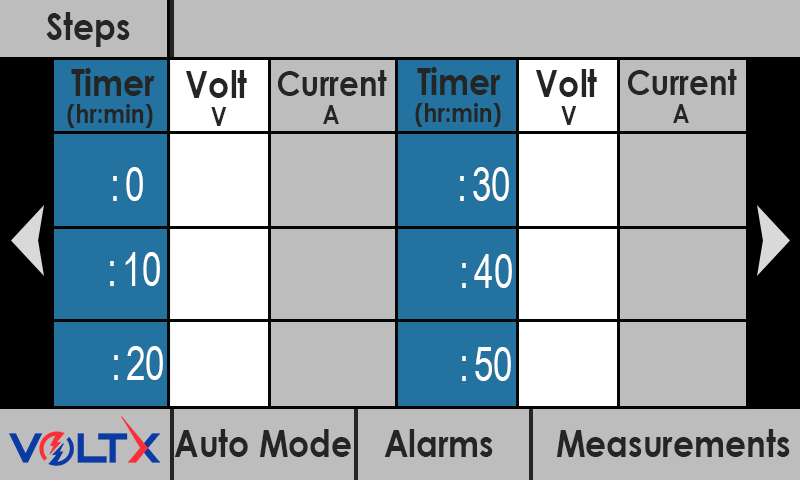 Steps
Timer Volt Current Timer Volt Current
(hr:min) V A (hr:min) V A
:0 :30
:10 :40
:20 :50
VOLTX Auto Mode Alarms Measurements